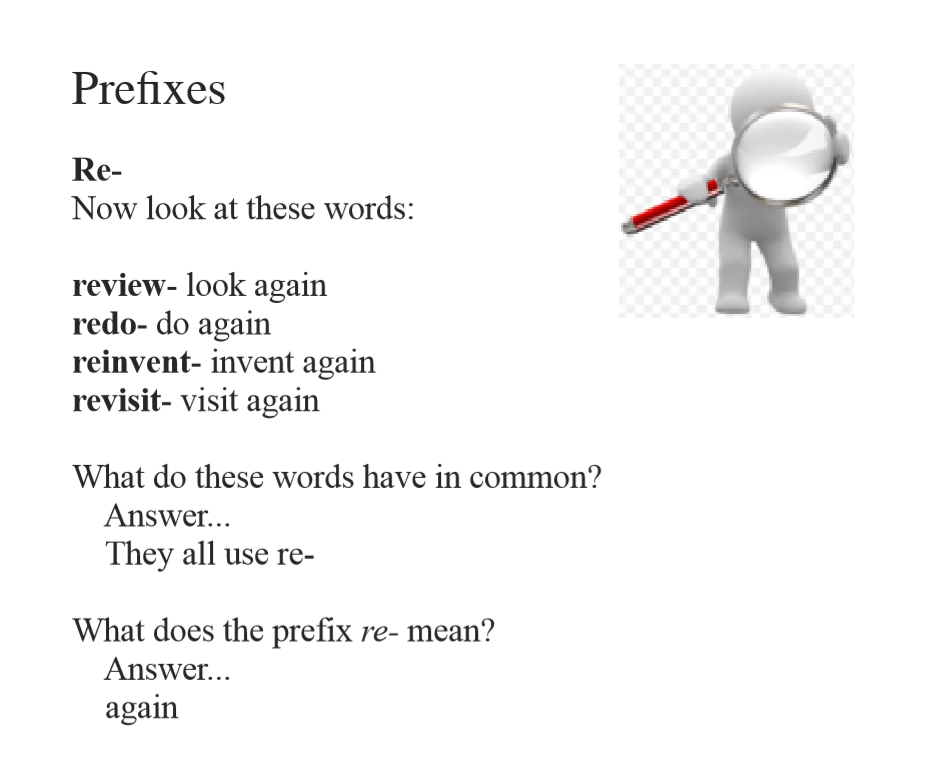 Prefixes
Re-
Now look at these words:
review- look again
redo- do again
reinvent- invent again
revisit- visit again
What do these words have in common?
Answer...
They all use re-
What does the prefix re- mean?
Answer...
again